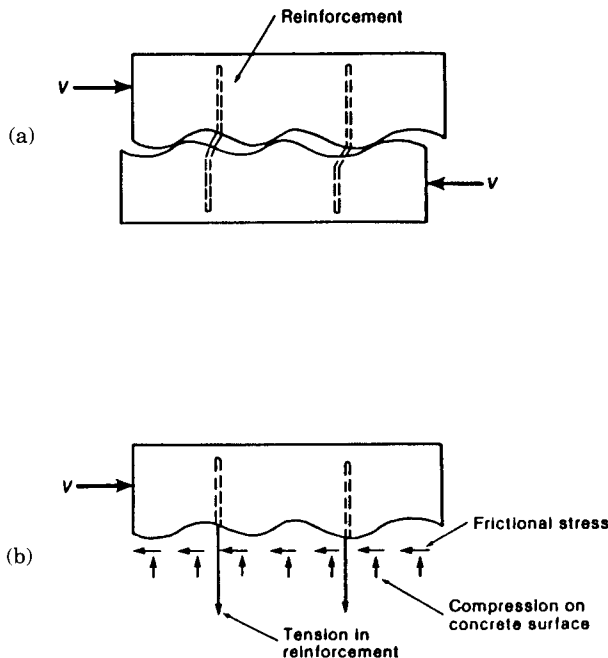 Reinforcement
V
(a)
V
V
Frictional stress
(b)
Compression on
concrete surface
Tension in
reinforcement